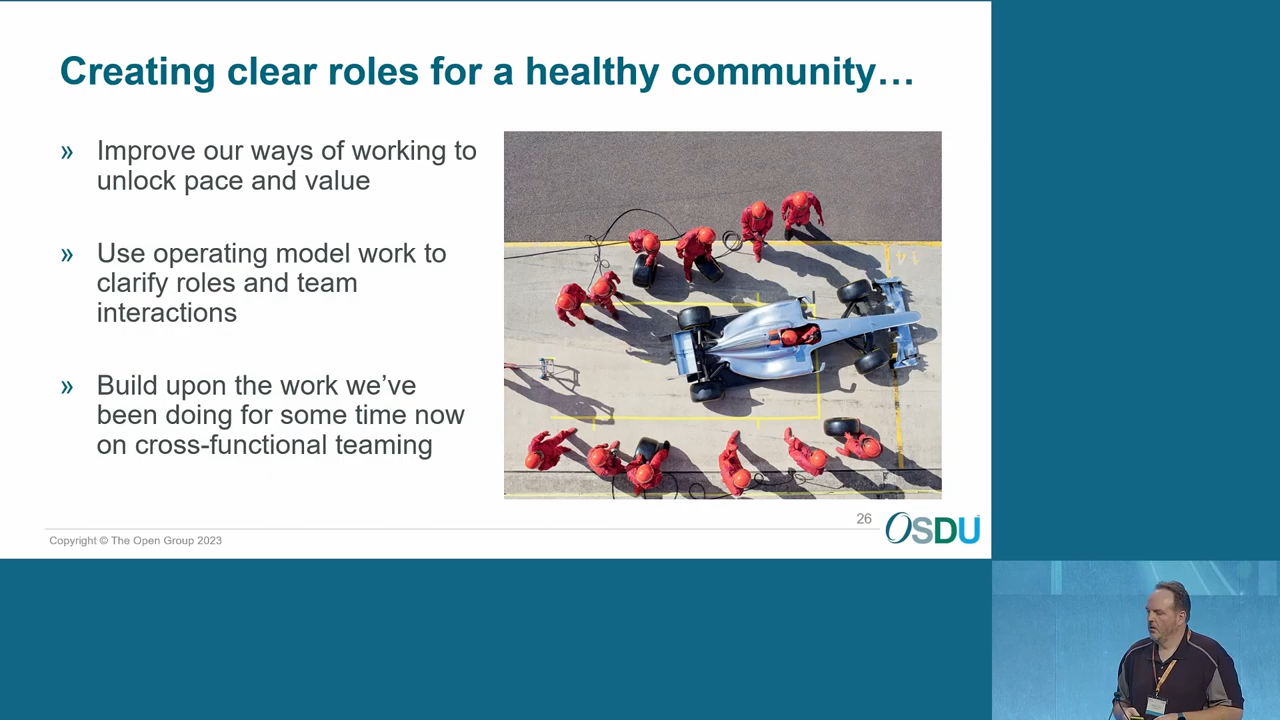 Creating clear roles for a healthy community…
» Improve our ways of working to
unlock pace and value
» Use operating model work to
clarify roles and team
interactions
» Build upon the work we’ve
been doing for some time now
on cross-functional teaming
14
26
OSDU
Copyright © The Open Group 2023